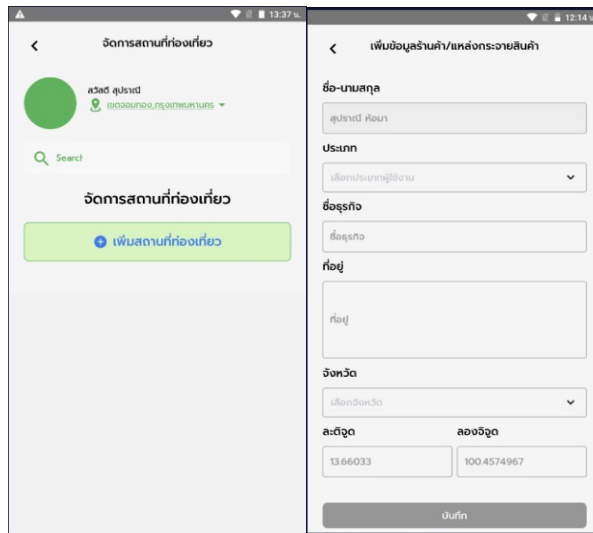 13:37 น.
จัดการสถานที่ท่องเที่ยว
สวัสดี สุปราณี
เขตจอมทอง,กรุงเทพมหานคร
Search
จัดการสถานที่ท่องเที่ยว
เพิ่มสถานที่ท่องเที่ยว
12:14 น
เพิ่มข้อมูลร้านค้า/แหล่งกระจายสินค้า
ชื่อ-นามสกุล
สุปราณี ห้อมา
ประเภท
เลือกประเภทผู้ใช้งาน
ชื่อธุรกิจ
ชื่อธุรกิจ
ที่อยู่
ที่อยู่
จังหวัด
เลือกจังหวัด
ละติจูด ลองจิจูด
13.66033 100.4574967
บันทึก